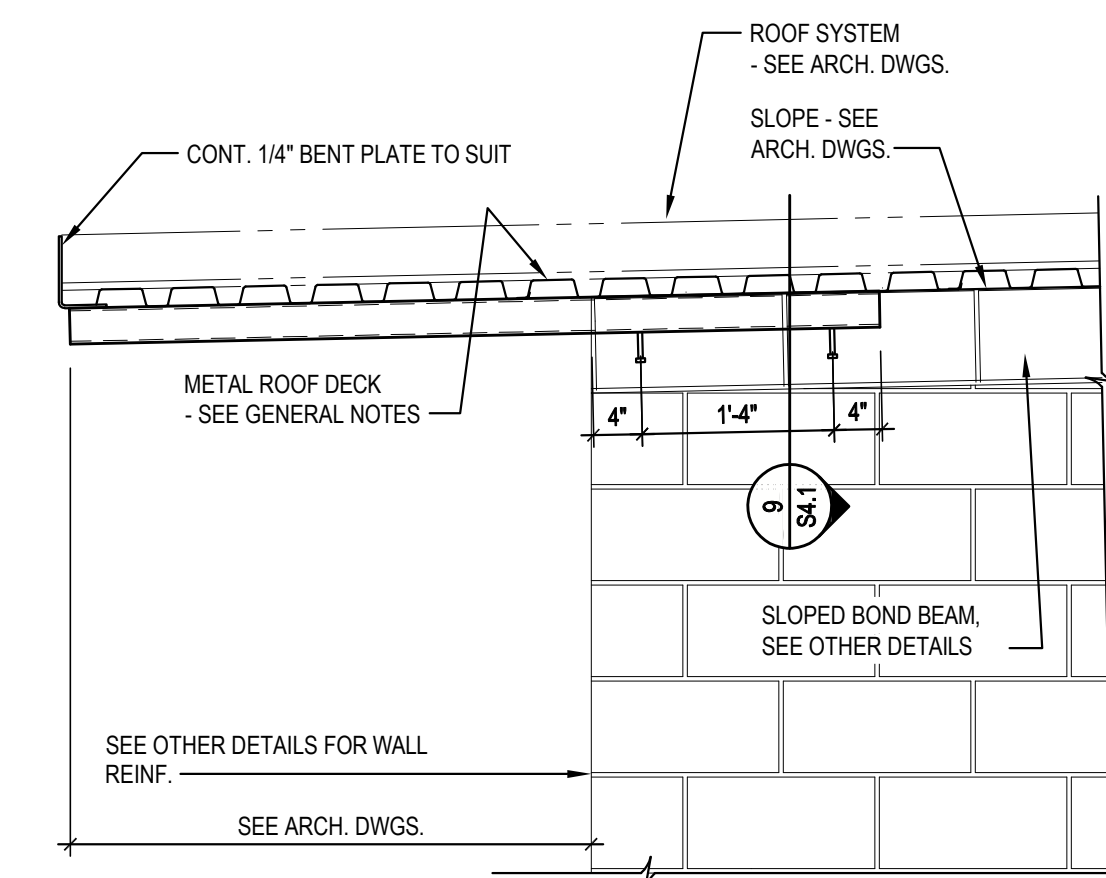 ROOF SYSTEM
- SEE ARCH. DWGS.
SLOPE - SEE
ARCH. DWGS.
CONT. 1/4" BENT PLATE TO SUIT
METAL ROOF DECK
- SEE GENERAL NOTES
4"
1'-4"
4"
9
S4.1
SLOPED BOND BEAM,
SEE OTHER DETAILS
SEE OTHER DETAILS FOR WALL
REINF.
SEE ARCH. DWGS.